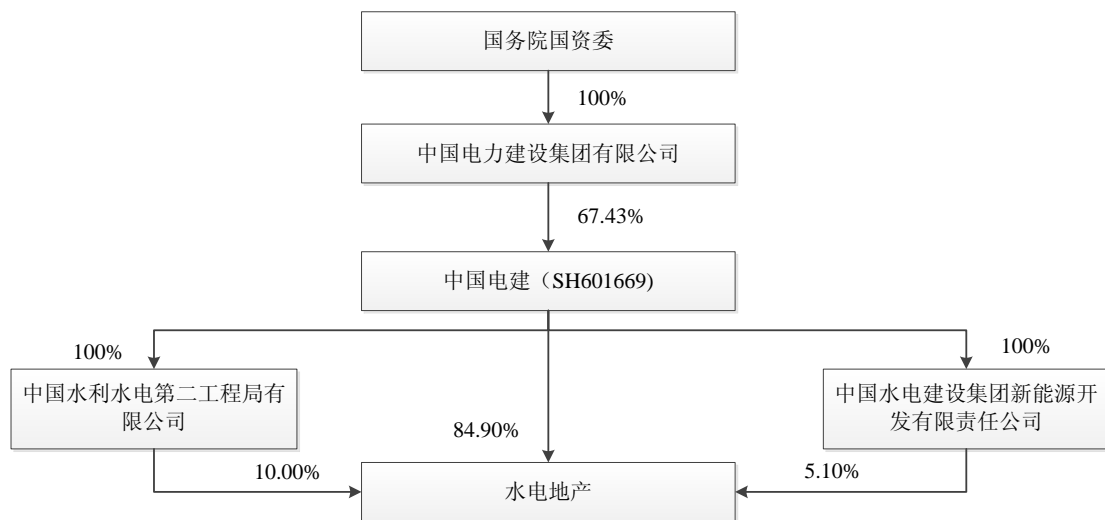 国务院国资委
100%
中国电力建设集团有限公司
67.43%
中国电建（SH601669)
100%
100%
中国水利水电第二工程局有
限公司
中国水电建设集团新能源开
发有限责任公司
84.90%
10.00%
5.10%
水电地产